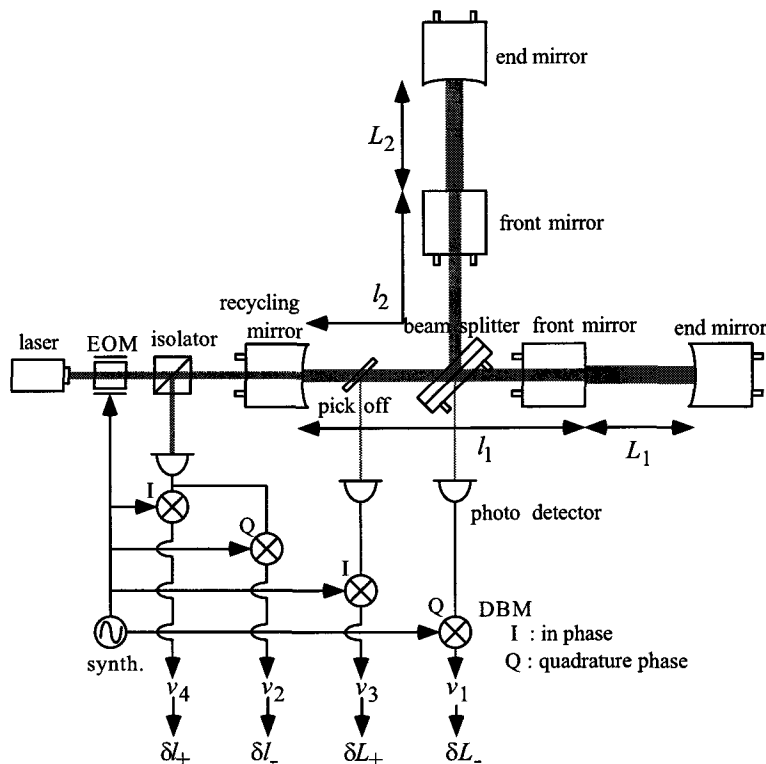 end mirror
L2
front mirror
l2
recycling
mirror
beam splitter
front mirror
end mirror
laser
EOM
isolator
pick off
l1
L1
I
Q
photo detector
I
Q
DBM
I : in phase
Q : quadrature phase
synth.
v4
v2
v3
v1
δl+
δl-
δL+
δL-